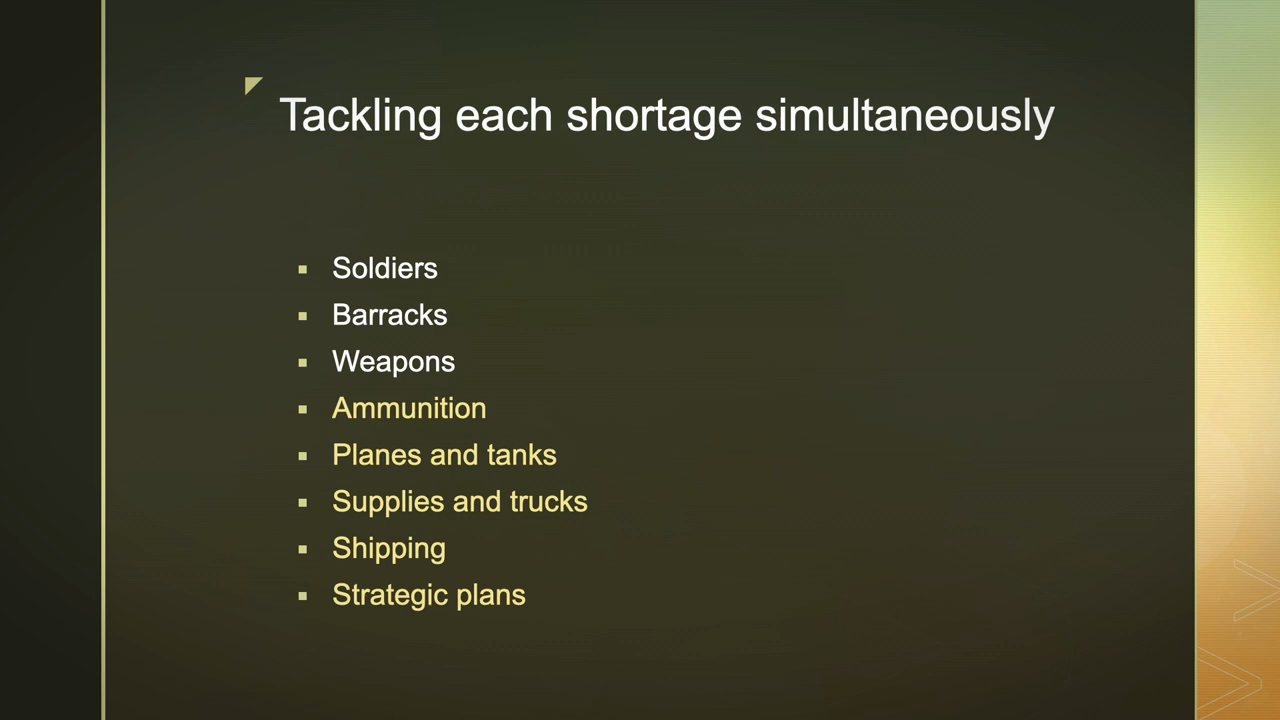 Tackling each shortage simultaneously
Soldiers
Barracks
Weapons
Ammunition
Planes and tanks
Supplies and trucks
Shipping
Strategic plans